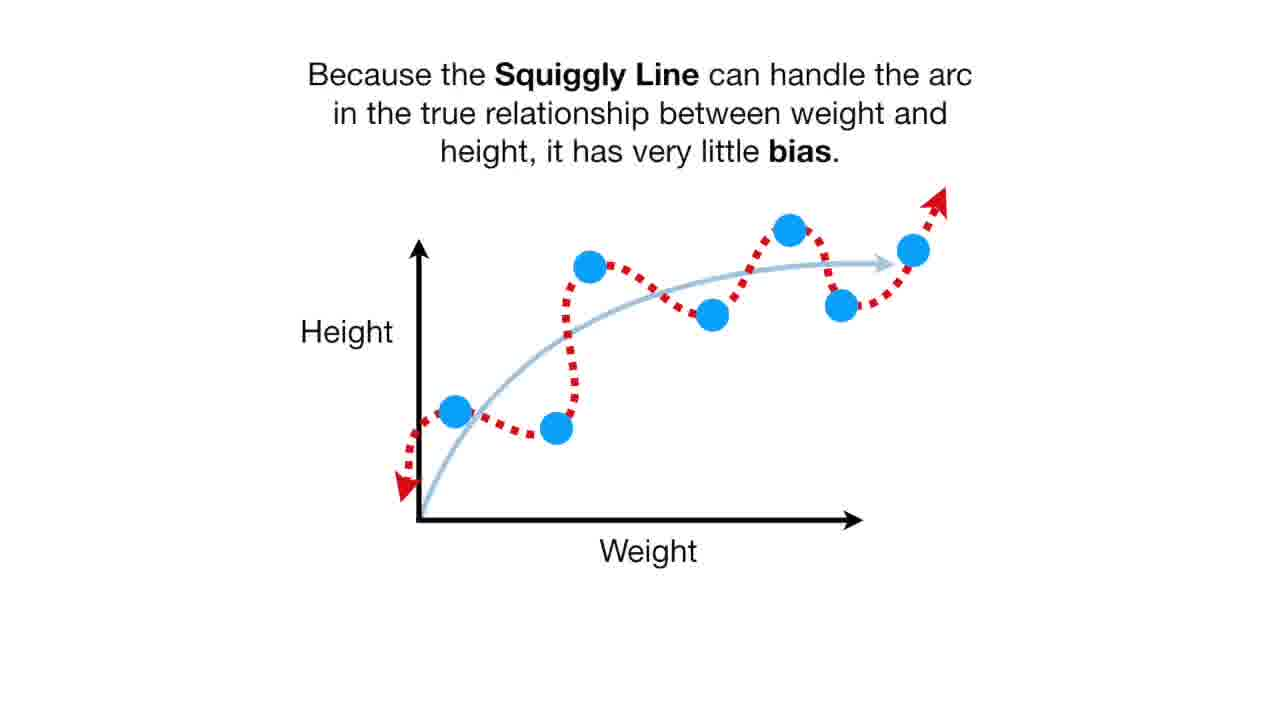 Because the Squiggly Line can handle the arc
in the true relationship between weight and
height, it has very little bias.
Height
Weight